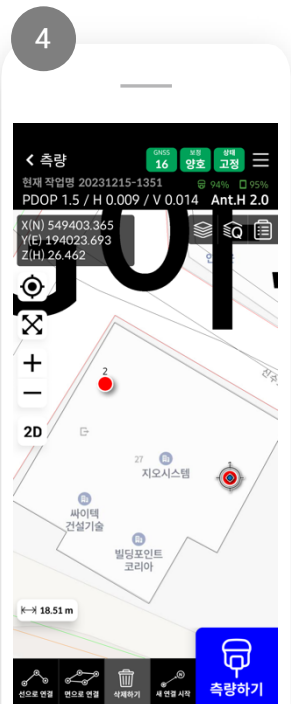 4
측량
GNSS
16
보정
양호
상태
고정
현재 작업명 20231215-1351
94%
95%
PDOP 1.5 / H 0.009 / V 0.014 Ant.H 2.0
X(N) 549403.365
Y(E) 194023.693
Z(H) 26.462
2
1
2D
27
지오시스템
싸이텍
건설기술
빌딩포인트
코리아
18.51 m
선으로 연결
면으로 연결
삭제하기
새 연결 시작
측량하기